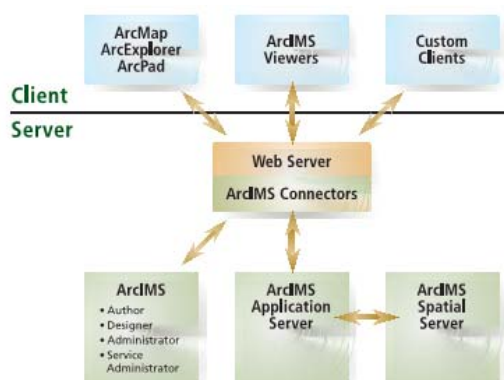 ArcMap
ArcExplorer
ArcPad
ArcIMS
Viewers
Custom
Clients
Client
Server
Web Server
ArcIMS Connectors
ArcIMS
• Author
• Designer
• Administrator
• Service
Administrator
ArcIMS
Application
Server
ArcIMS
Spatial
Server